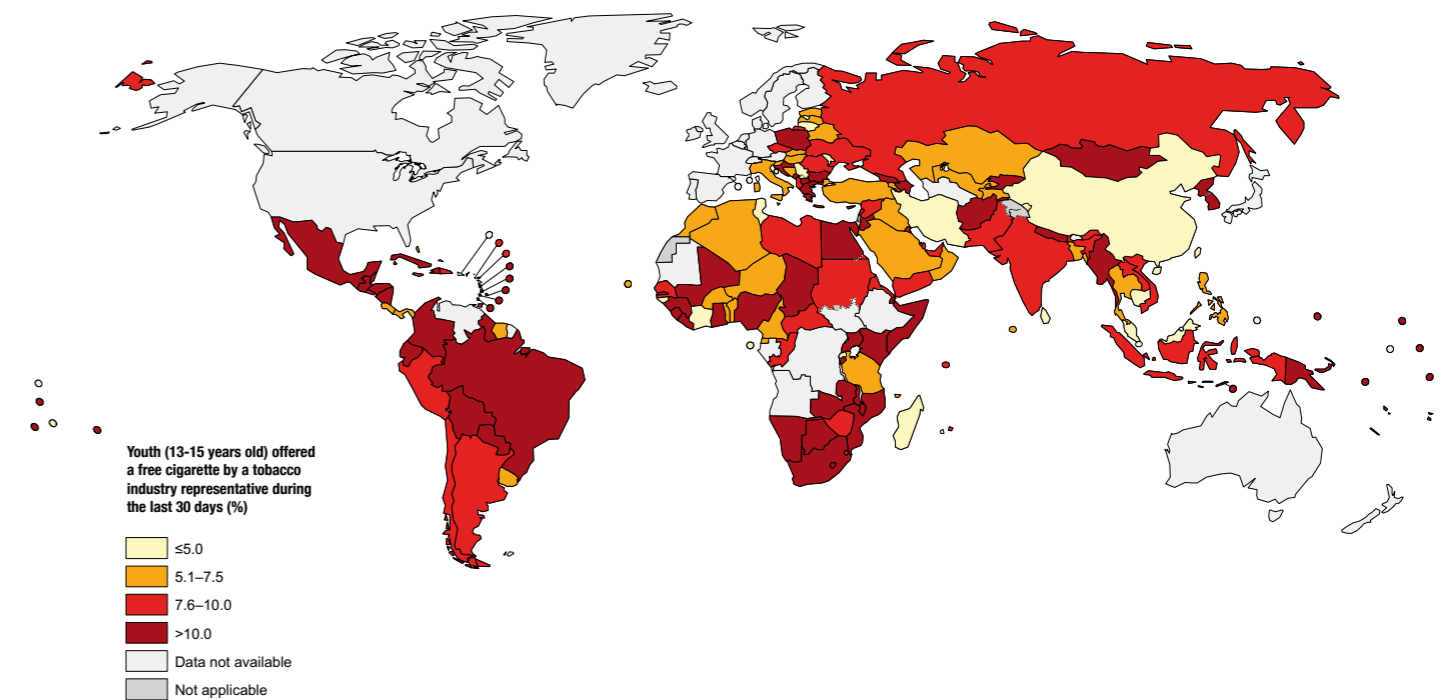 Youth (13-15 years old) offered
a free cigarette by a tobacco
industry representative during
the last 30 days (%)
≤5.0
5.1–7.5
7.6–10.0
>10.0
Data not available
Not applicable